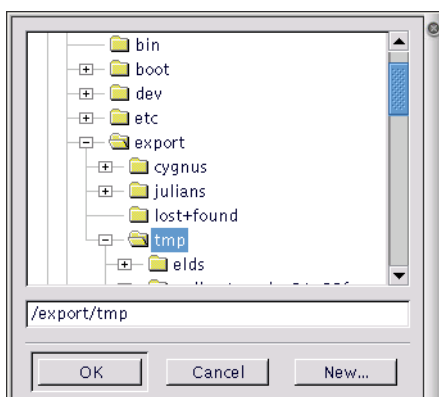 bin
boot
dev
etc
export
cygnus
julians
lost+found
tmp
elds
/export/tmp
OK Cancel New...